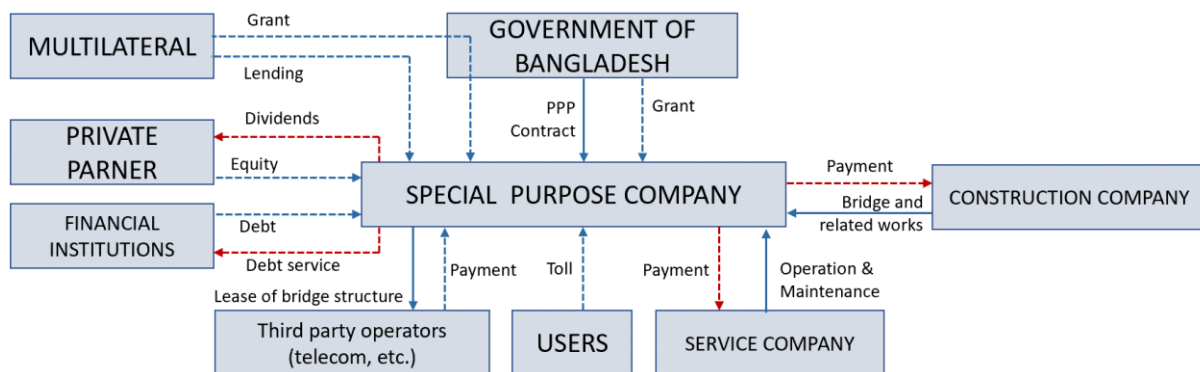 Grant
MULTILATERAL
Lending
GOVERNMENT OF
BANGLADESH
PPP
Contract
Grant
Dividends
PRIVATE
PARNER
Equity
SPECIAL PURPOSE COMPANY
Payment
CONSTRUCTION COMPANY
Bridge and
related works
FINANCIAL
INSTITUTIONS
Debt
Debt service
Lease of bridge structure
Payment
Toll
Payment
Operation &
Maintenance
Third party operators
(telecom, etc.)
USERS
SERVICE COMPANY